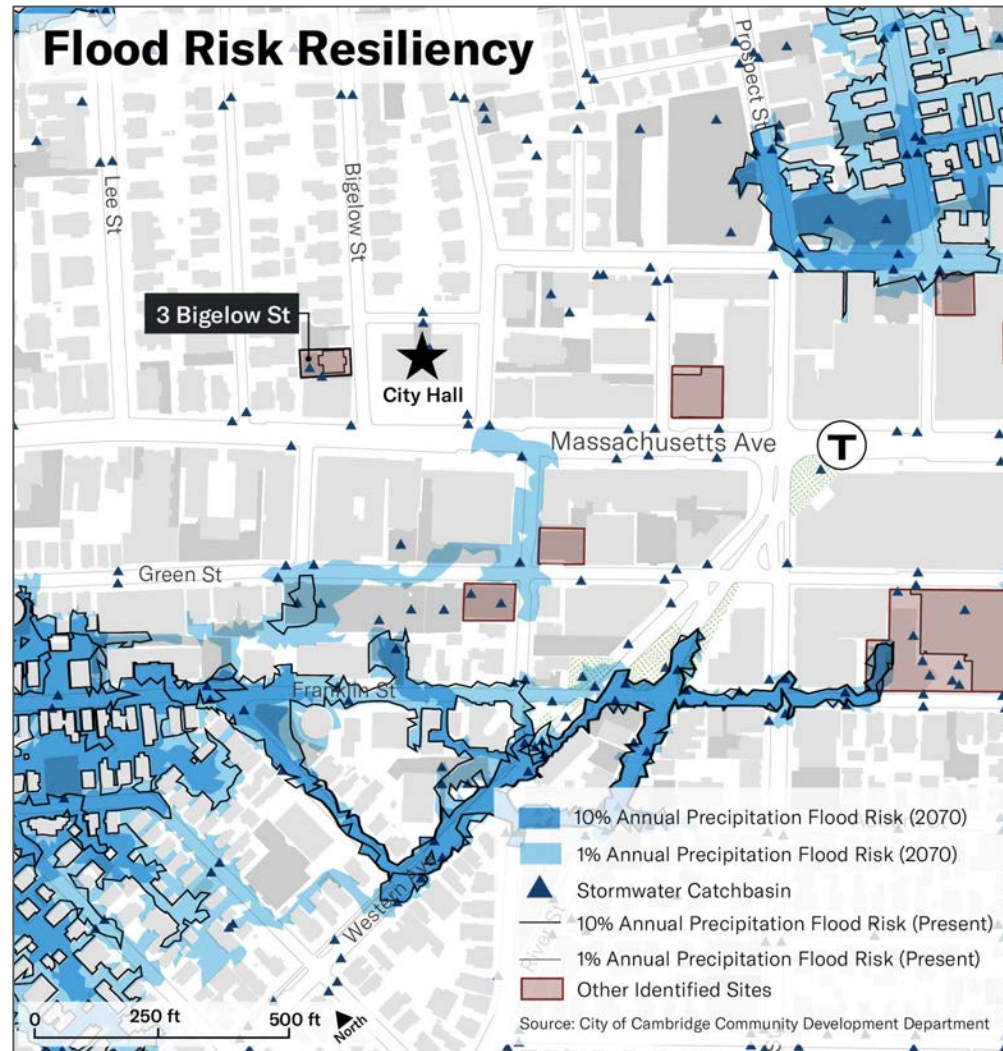 Flood Risk Resiliency
Prospect St
Lee St
Bigelow St
3 Bigelow St
City Hall
Massachusetts Ave
T
Green St
Franklin St
Western Ave
River St
10% Annual Precipitation Flood Risk (2070)
1% Annual Precipitation Flood Risk (2070)
Stormwater Catchbasin
10% Annual Precipitation Flood Risk (Present)
1% Annual Precipitation Flood Risk (Present)
Other Identified Sites
Source: City of Cambridge Community Development Department
0 250 ft 500 ft
North